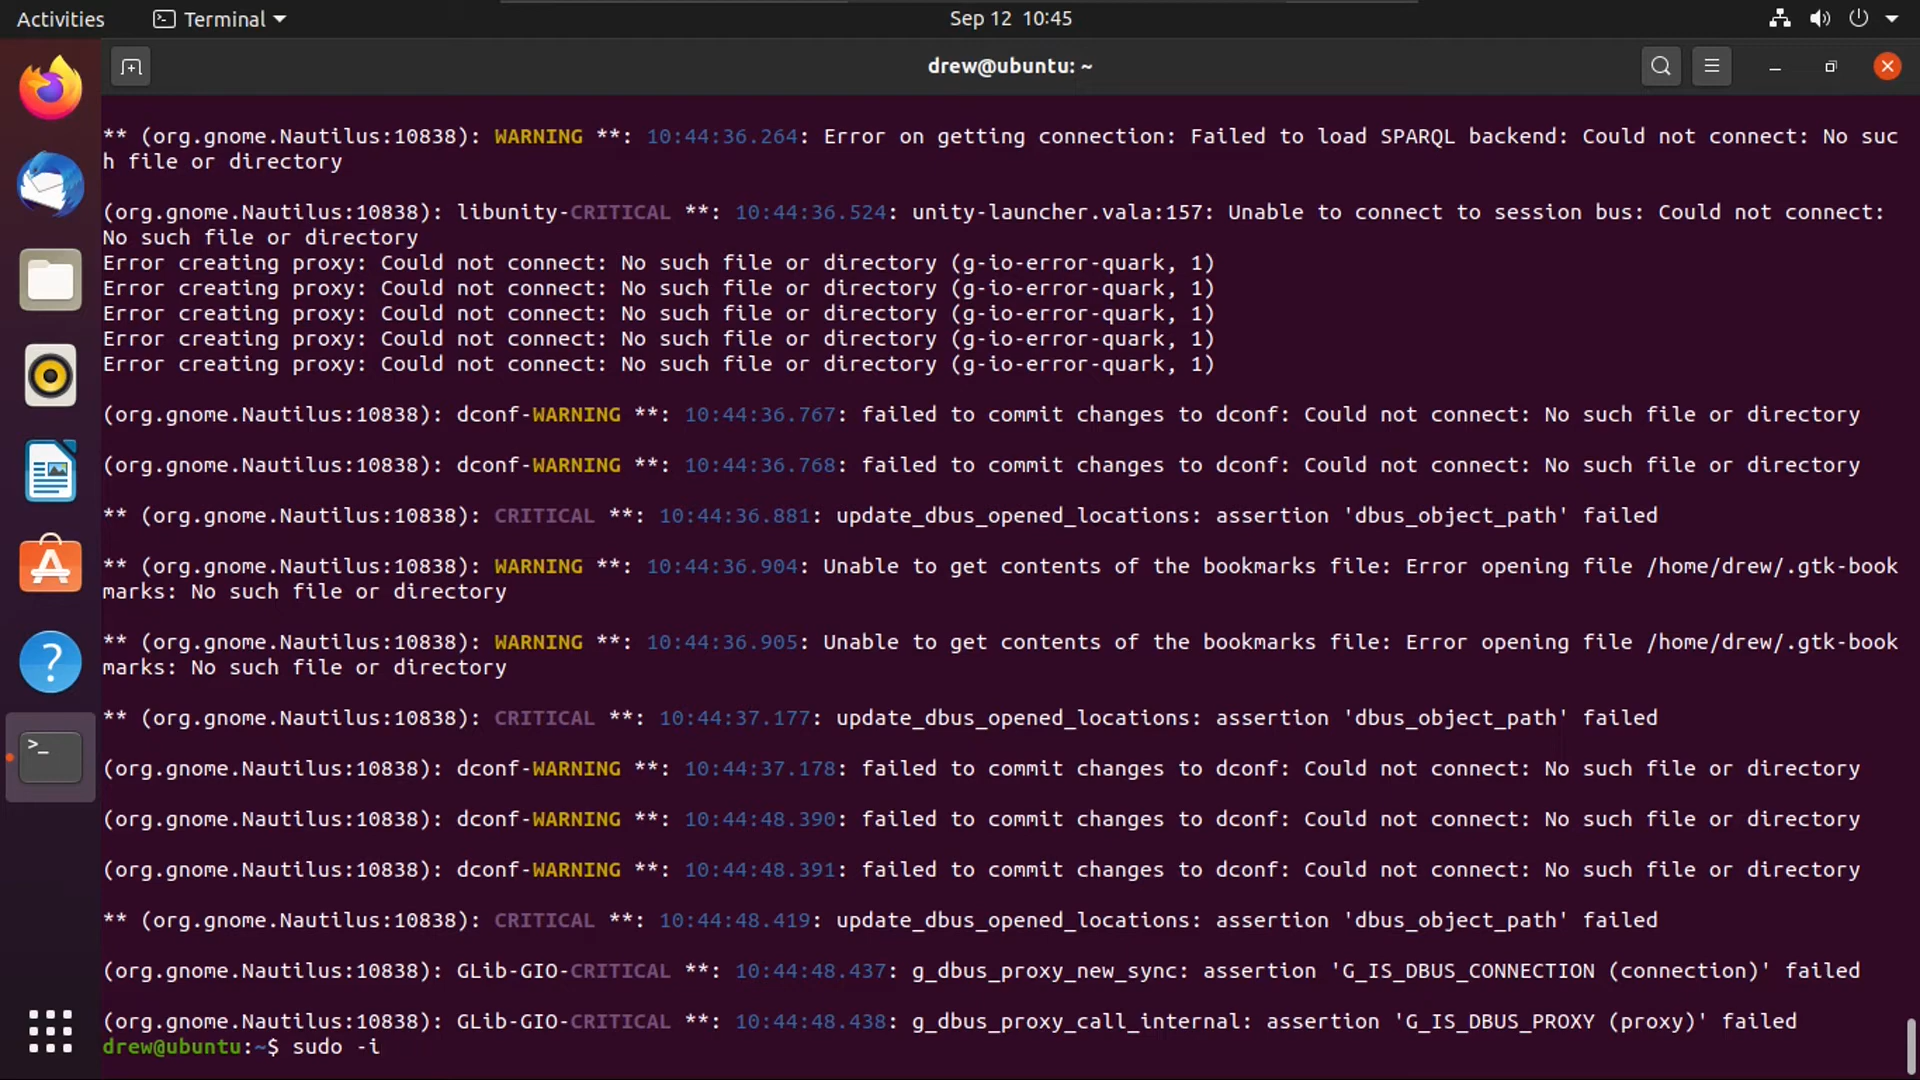 Activities
Terminal
Sep 12 10:45
drew@ubuntu: ~
** (org.gnome.Nautilus:10838): WARNING **: 10:44:36.264: Error on getting connection: Failed to load SPARQL backend: Could not connect: No suc
h file or directory
(org.gnome.Nautilus:10838): libunity-CRITICAL **: 10:44:36.524: unity-launcher.vala:157: Unable to connect to session bus: Could not connect:
No such file or directory
Error creating proxy: Could not connect: No such file or directory (g-io-error-quark, 1)
Error creating proxy: Could not connect: No such file or directory (g-io-error-quark, 1)
Error creating proxy: Could not connect: No such file or directory (g-io-error-quark, 1)
Error creating proxy: Could not connect: No such file or directory (g-io-error-quark, 1)
Error creating proxy: Could not connect: No such file or directory (g-io-error-quark, 1)
(org.gnome.Nautilus:10838): dconf-WARNING **: 10:44:36.767: failed to commit changes to dconf: Could not connect: No such file or directory
(org.gnome.Nautilus:10838): dconf-WARNING **: 10:44:36.768: failed to commit changes to dconf: Could not connect: No such file or directory
** (org.gnome.Nautilus:10838): CRITICAL **: 10:44:36.881: update_dbus_opened_locations: assertion 'dbus_object_path' failed
** (org.gnome.Nautilus:10838): WARNING **: 10:44:36.904: Unable to get contents of the bookmarks file: Error opening file /home/drew/.gtk-book
marks: No such file or directory
** (org.gnome.Nautilus:10838): WARNING **: 10:44:36.905: Unable to get contents of the bookmarks file: Error opening file /home/drew/.gtk-book
marks: No such file or directory
** (org.gnome.Nautilus:10838): CRITICAL **: 10:44:37.177: update_dbus_opened_locations: assertion 'dbus_object_path' failed
(org.gnome.Nautilus:10838): dconf-WARNING **: 10:44:37.178: failed to commit changes to dconf: Could not connect: No such file or directory
(org.gnome.Nautilus:10838): dconf-WARNING **: 10:44:48.390: failed to commit changes to dconf: Could not connect: No such file or directory
(org.gnome.Nautilus:10838): dconf-WARNING **: 10:44:48.391: failed to commit changes to dconf: Could not connect: No such file or directory
** (org.gnome.Nautilus:10838): CRITICAL **: 10:44:48.419: update_dbus_opened_locations: assertion 'dbus_object_path' failed
(org.gnome.Nautilus:10838): GLib-GIO-CRITICAL **: 10:44:48.437: g_dbus_proxy_new_sync: assertion 'G_IS_DBUS_CONNECTION (connection)' failed
(org.gnome.Nautilus:10838): GLib-GIO-CRITICAL **: 10:44:48.438: g_dbus_proxy_call_internal: assertion 'G_IS_DBUS_PROXY (proxy)' failed
drew@ubuntu:~$ sudo -i